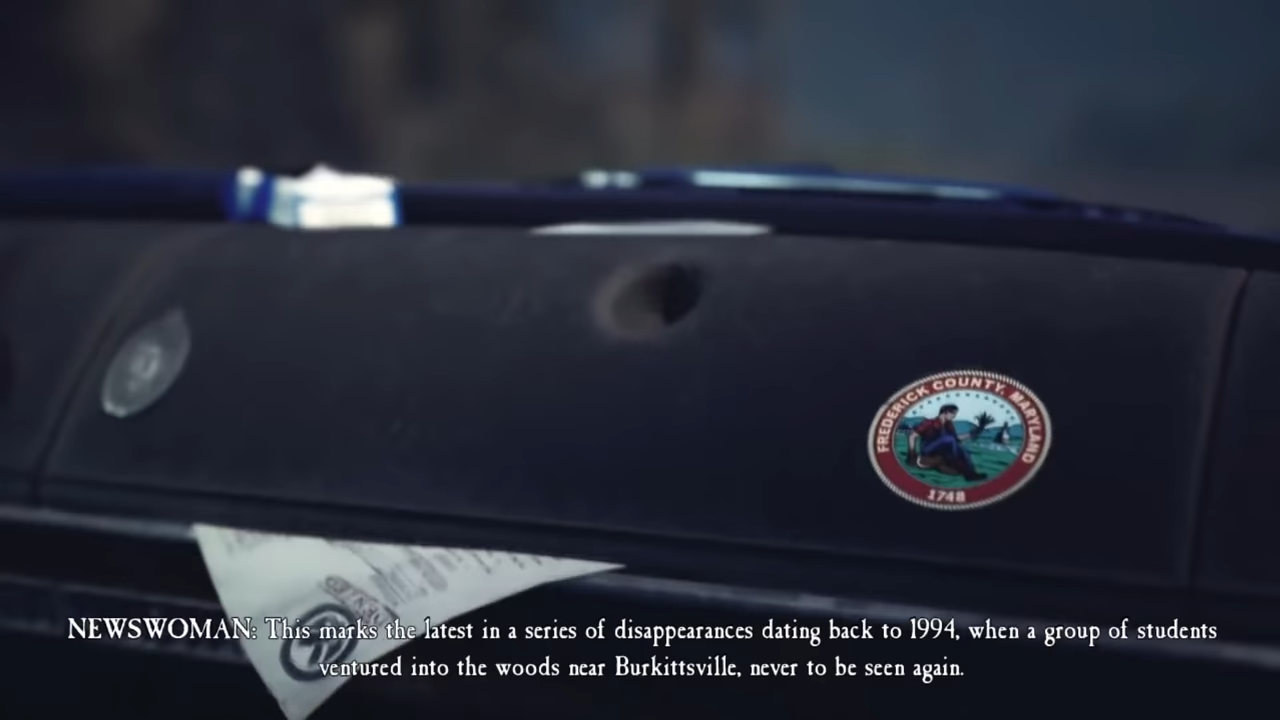 FREDERICK COUNTY, MARYLAND
1748
NEWSWOMAN: This marks the latest in a series of disappearances dating back to 1994, when a group of students
ventured into the woods near Burkittsville, never to be seen again.